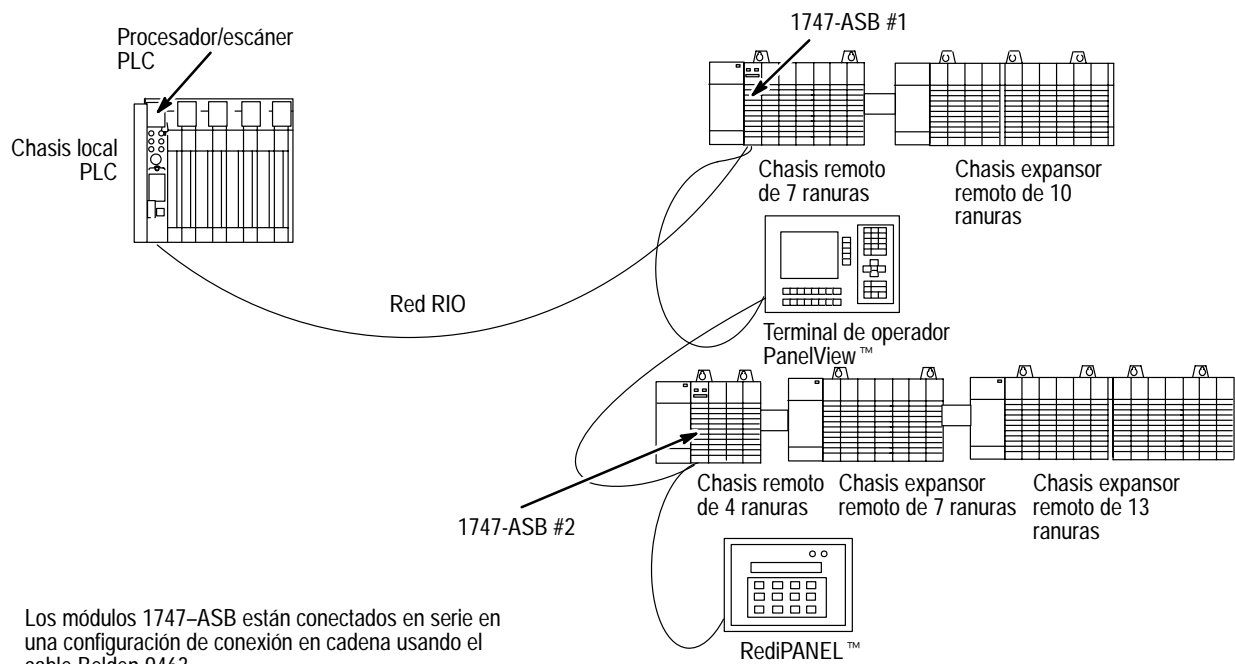 1747-ASB #1
Procesador/escáner
PLC
Chasis local
PLC
Chasis remoto
de 7 ranuras
Chasis expansor
remoto de 10
ranuras
Red RIO
Terminal de operador
PanelView™
Chasis remoto
de 4 ranuras
Chasis expansor
remoto de 7 ranuras
Chasis expansor
remoto de 13
ranuras
1747-ASB #2
Los módulos 1747–ASB están conectados en serie en
una configuración de conexión en cadena usando el
cable Belden 9463
RediPANEL™